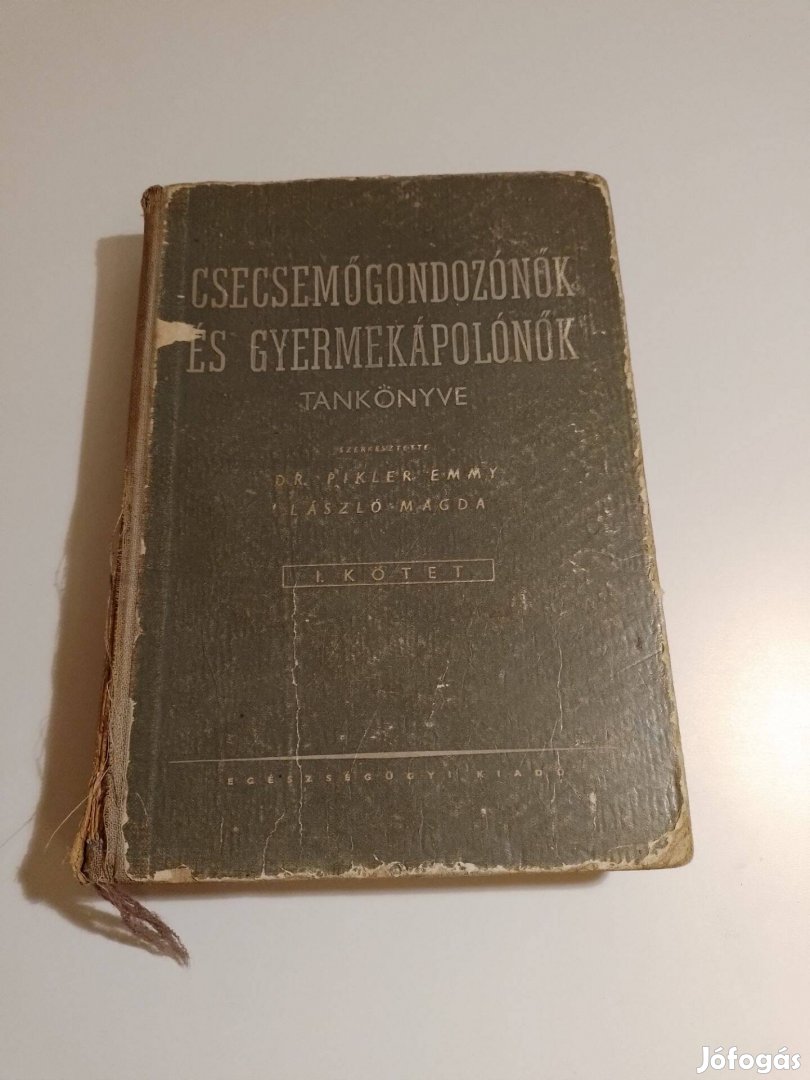 CSECSEMŐGONDOZÓNŐK
ÉS GYERMEKÁPOLÓNŐK
TANKÖNYVE
SZERKESZTETTE
DR. PIKLER EMMY
LÁSZLÓ MAGDA
I. KÖTET
EGÉSZSÉGÜGYI KIADÓ
Jófogás